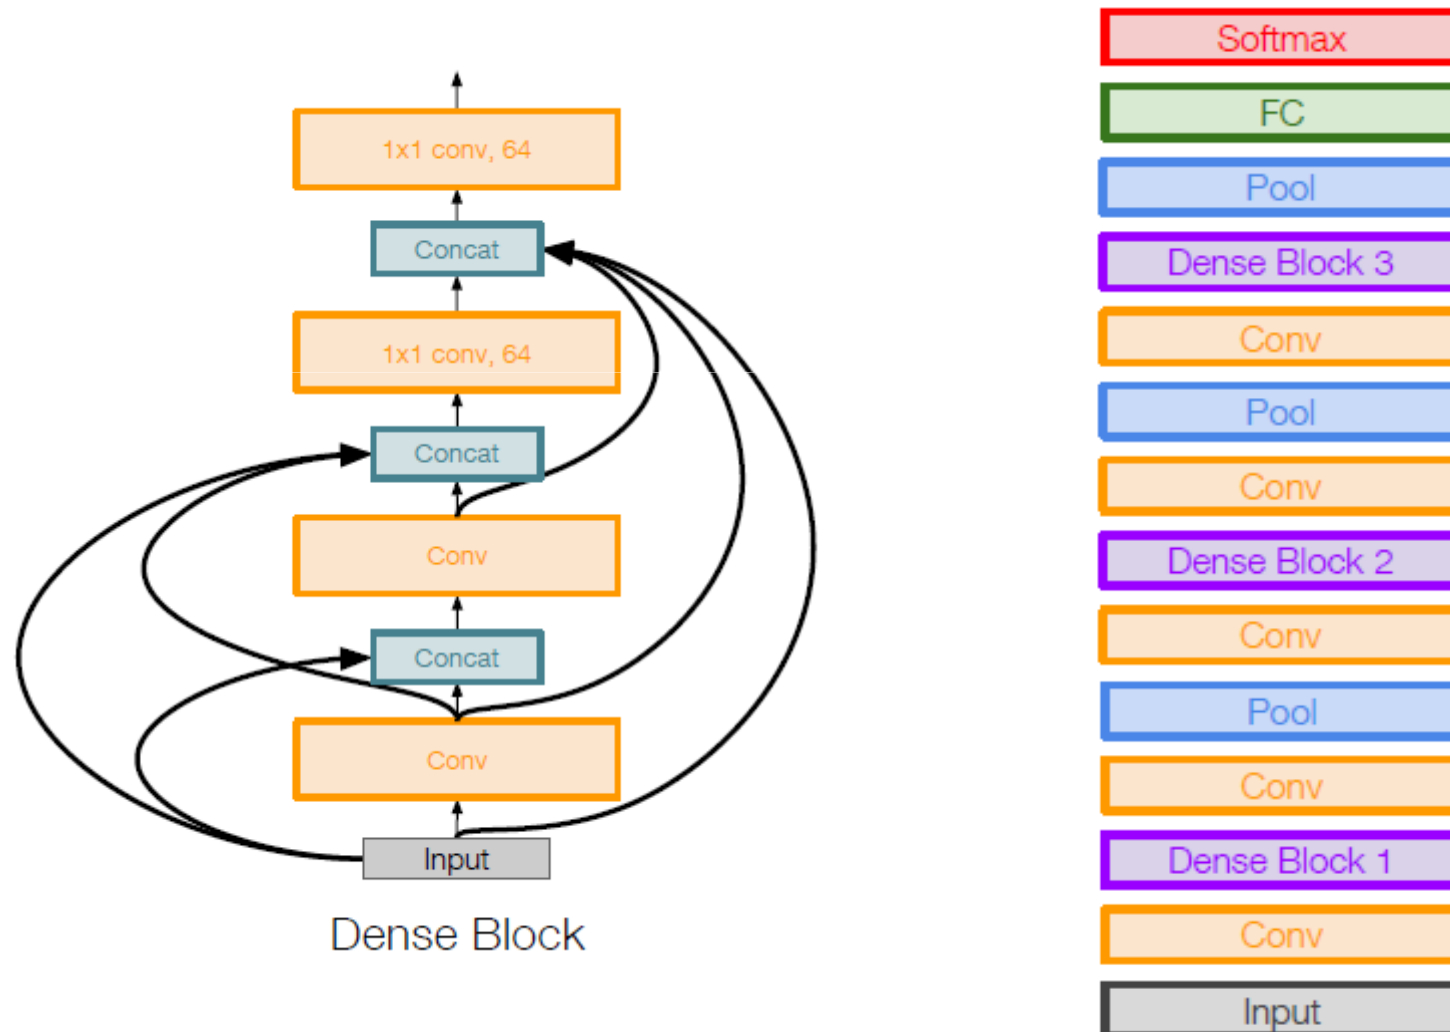 1x1 conv, 64
Concat
1x1 conv, 64
Concat
Conv
Concat
Conv
Input
Dense Block
Softmax
FC
Pool
Dense Block 3
Conv
Pool
Conv
Dense Block 2
Conv
Pool
Conv
Dense Block 1
Conv
Input